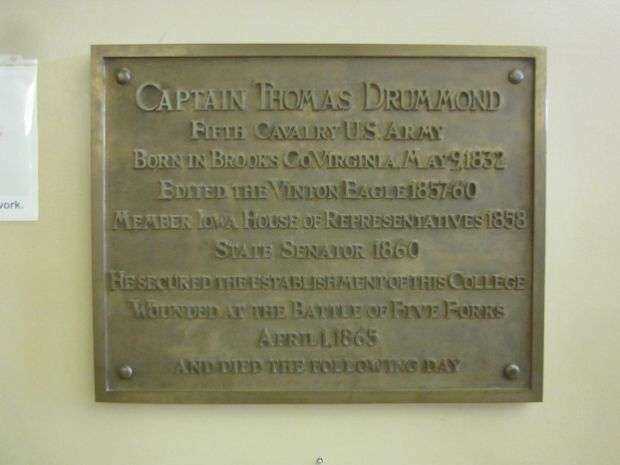 CAPTAIN THOMAS DRUMMOND
FIFTH CAVALRY U.S. ARMY
BORN IN BROOKS CO VIRGINIA, MAY 9, 1832
EDITED THE VINTON EAGLE 1857-60
MEMBER IOWA HOUSE OF REPRESENTATIVES 1858
STATE SENATOR 1860
HE SECURED THE ESTABLISHMENT OF THIS COLLEGE
WOUNDED AT THE BATTLE OF FIVE FORKS
APRIL 1, 1865
AND DIED THE FOLLOWING DAY
work.